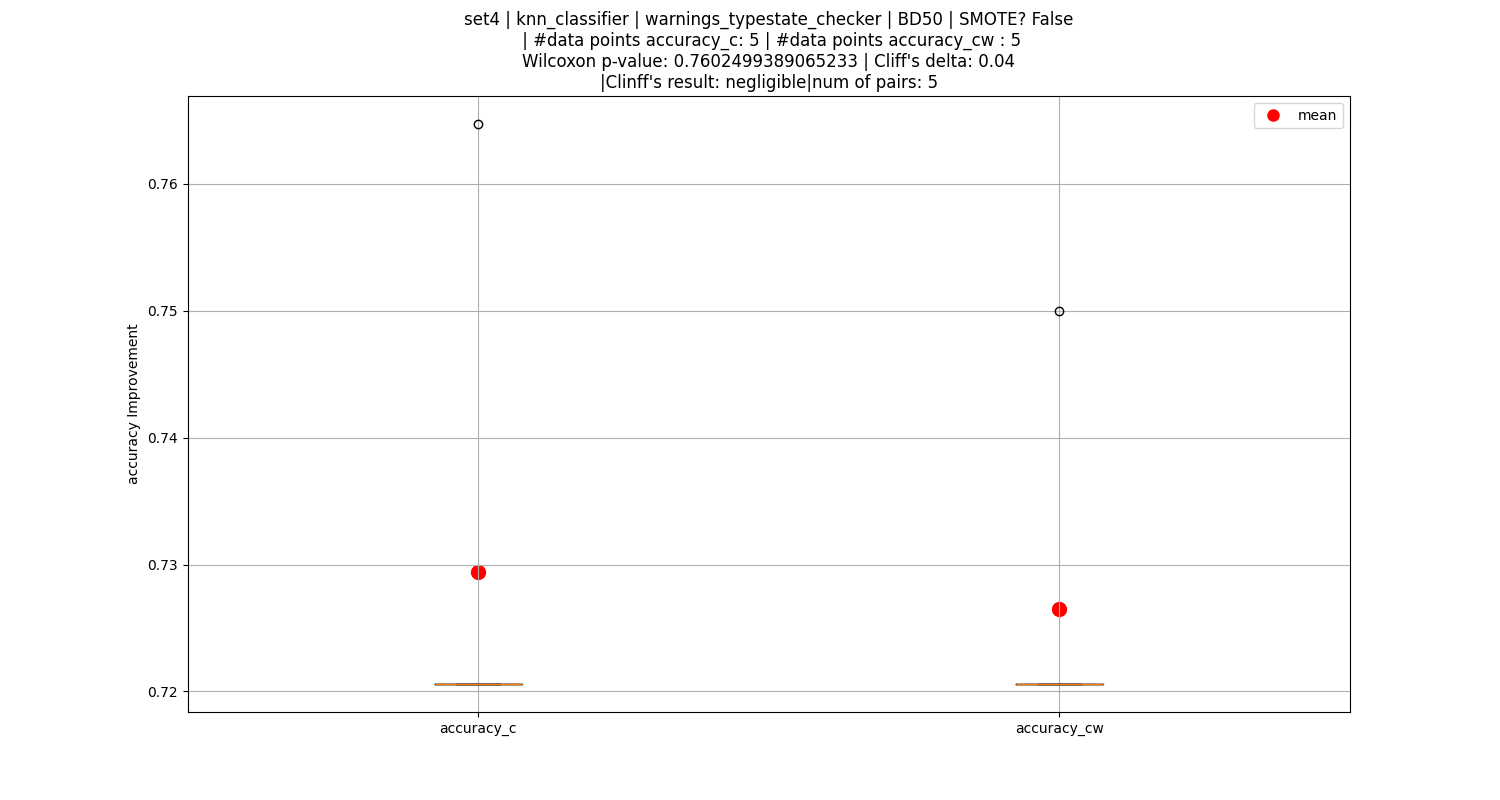 set4 | knn_classifier | warnings_typestate_checker | BD50 | SMOTE? False
| #data points accuracy_c: 5 | #data points accuracy_cw : 5
Wilcoxon p-value: 0.7602499389065233 | Cliff's delta: 0.04
|Clinff's result: negligible|num of pairs: 5
mean
0.76
0.75
0.74
0.73
0.72
accuracy Improvement
accuracy_c
accuracy_cw